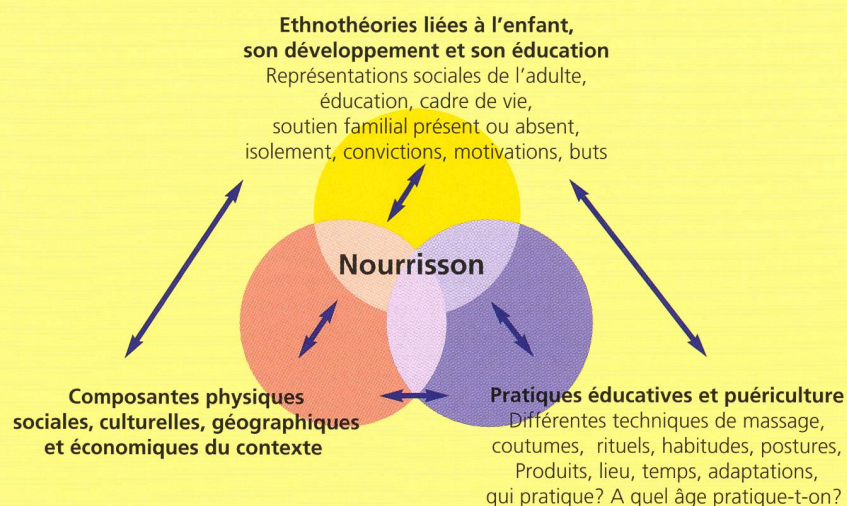 Ethnothéories liées à l'enfant,
son développement et son éducation
Représentations sociales de l'adulte,
éducation, cadre de vie,
soutien familial présent ou absent,
isolement, convictions, motivations, buts
Nourrisson
Composantes physiques
sociales, culturelles, géographiques
et économiques du contexte
Pratiques éducatives et puériculture
Différentes techniques de massage,
coutumes, rituels, habitudes, postures,
Produits, lieu, temps, adaptations,
qui pratique? A quel âge pratique-t-on?